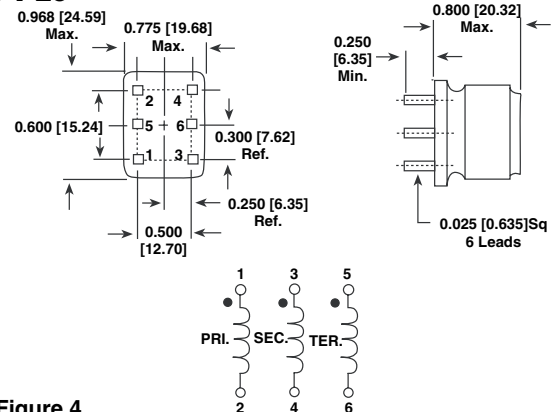 0.968 [24.59]
Max.
0.775 [19.68]
Max.
0.600 [15.24]
2 4
5 + 6
1 3
0.300 [7.62]
Ref.
0.250 [6.35]
Ref.
0.500
[12.70]
0.800 [20.32]
Max.
0.250
[6.35]
Min.
0.025 [0.635]Sq
6 Leads
1 3 5
PRI. SEC. TER.
2 4 6
Figure 4